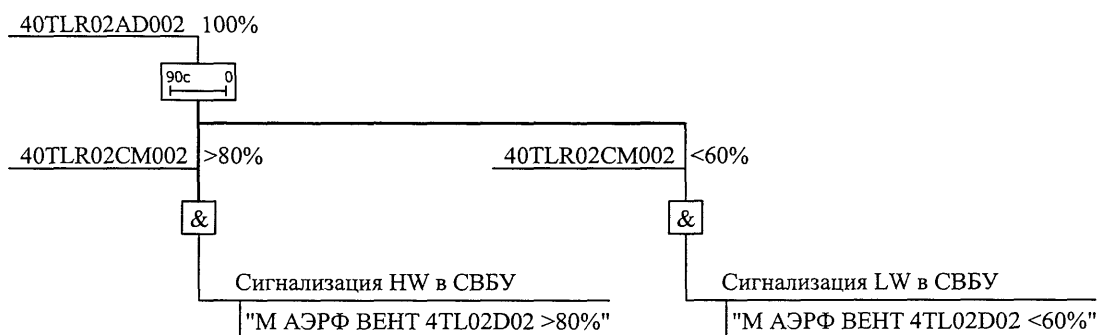 40TLR02AD002 100%
90с 0
40TLR02CM002 >80%
40TLR02CM002 <60%
&
&
Сигнализация HW в СВБУ
Сигнализация LW в СВБУ
"М АЭРФ ВЕНТ 4TL02D02 >80%"
"М АЭРФ ВЕНТ 4TL02D02 <60%"